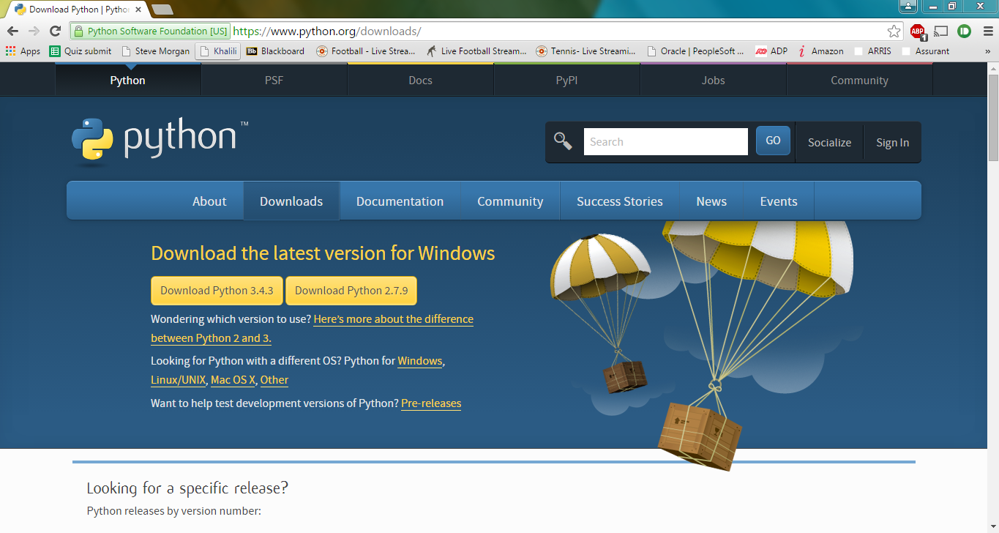 Download Python | Pytho
Python Software Foundation [US] https://www.python.org/downloads/
ABP 1
Apps Quiz submit Steve Morgan Khalili Bb Blackboard Football - Live Strea... Live Football Stream... Tennis- Live Streami... Oracle | PeopleSoft ... ADP Amazon ARRIS Assurant »
Python PSF Docs PyPI Jobs Community
python™
Search GO Socialize Sign In
About Downloads Documentation Community Success Stories News Events
Download the latest version for Windows
Download Python 3.4.3 Download Python 2.7.9
Wondering which version to use? Here's more about the difference
between Python 2 and 3.
Looking for Python with a different OS? Python for Windows,
Linux/UNIX, Mac OS X, Other
Want to help test development versions of Python? Pre-releases
Looking for a specific release?
Python releases by version number: